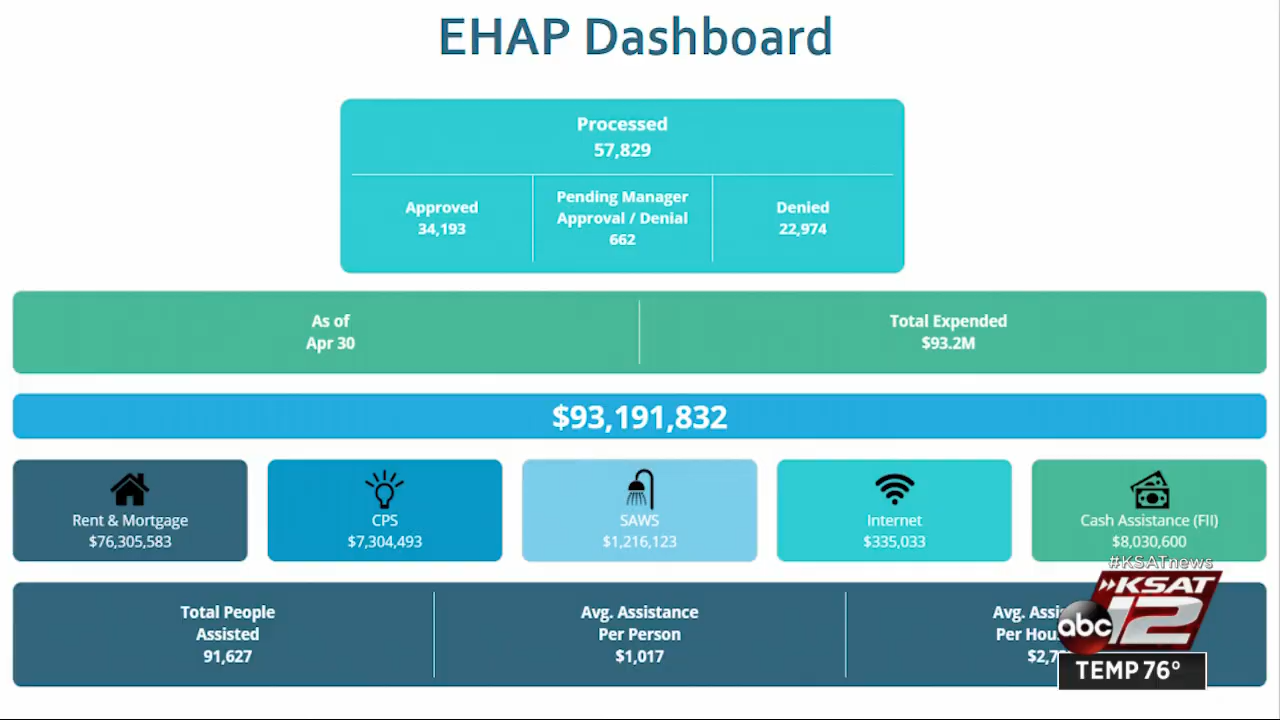 EHAP Dashboard
Processed
57,829
Approved
34,193
Pending Manager
Approval / Denial
662
Denied
22,974
As of
Apr 30
Total Expended
$93.2M
$93,191,832
Rent & Mortgage
$76,305,583
CPS
$7,304,493
SAWS
$1,216,123
Internet
$335,033
Cash Assistance (FII)
$8,030,600
Total People
Assisted
91,627
Avg. Assistance
Per Person
$1,017
Avg.
Per
#KSATnews
KSAT
abc 12
TEMP 76°